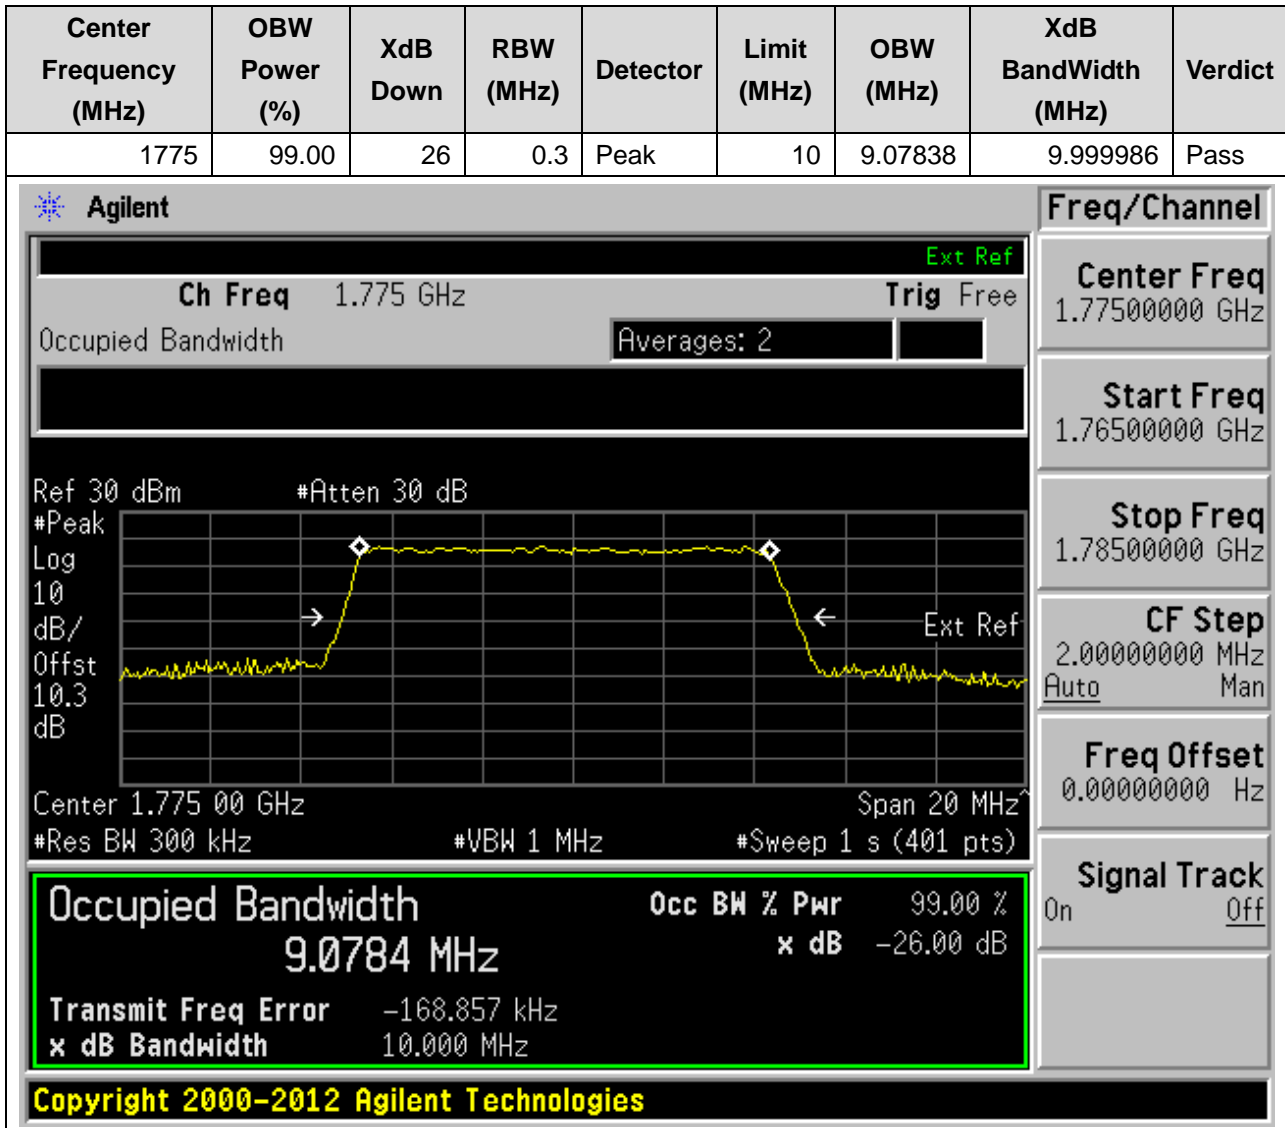 Center Frequency (MHz) OBW Power (%) XdB Down RBW (MHz) Detector Limit (MHz) OBW (MHz) XdB BandWidth (MHz) Verdict
1775 99.00 26 0.3 Peak 10 9.07838 9.999986 Pass
Agilent
Freq/Channel
Ext Ref
Ch Freq 1.775 GHz Trig Free
Occupied Bandwidth Averages: 2
Center Freq
1.77500000 GHz
Start Freq
1.76500000 GHz
Stop Freq
1.78500000 GHz
CF Step
2.00000000 MHz
Auto Man
Freq Offset
0.00000000 Hz
Signal Track
On Off
Ref 30 dBm #Atten 30 dB
#Peak
Log
10
dB/
Offst
10.3
dB
Ext Ref
Center 1.775 00 GHz Span 20 MHz^
#Res BW 300 kHz #VBW 1 MHz #Sweep 1 s (401 pts)
Occupied Bandwidth Occ BW % Pwr 99.00 %
9.0784 MHz x dB -26.00 dB
Transmit Freq Error -168.857 kHz
x dB Bandwidth 10.000 MHz
Copyright 2000-2012 Agilent Technologies